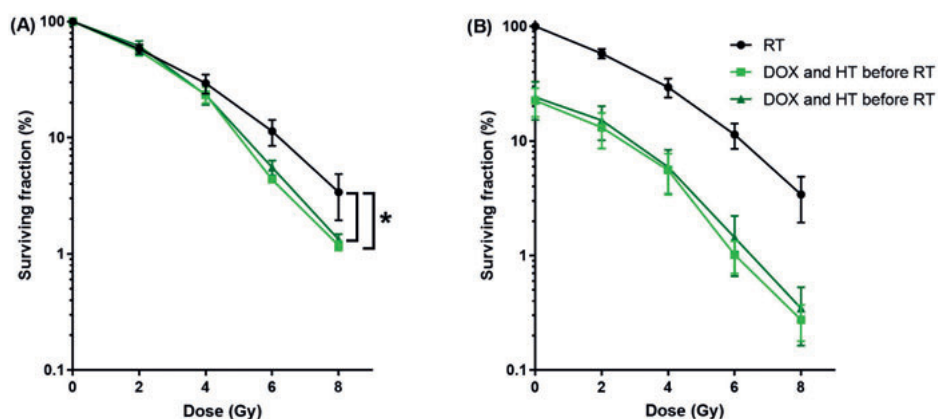 (A)
100
10
1
0.1
Surviving fraction (%)
0 2 4 6 8
Dose (Gy)
*
(B)
100
10
1
0.1
Surviving fraction (%)
0 2 4 6 8
Dose (Gy)
RT
DOX and HT before RT
DOX and HT before RT